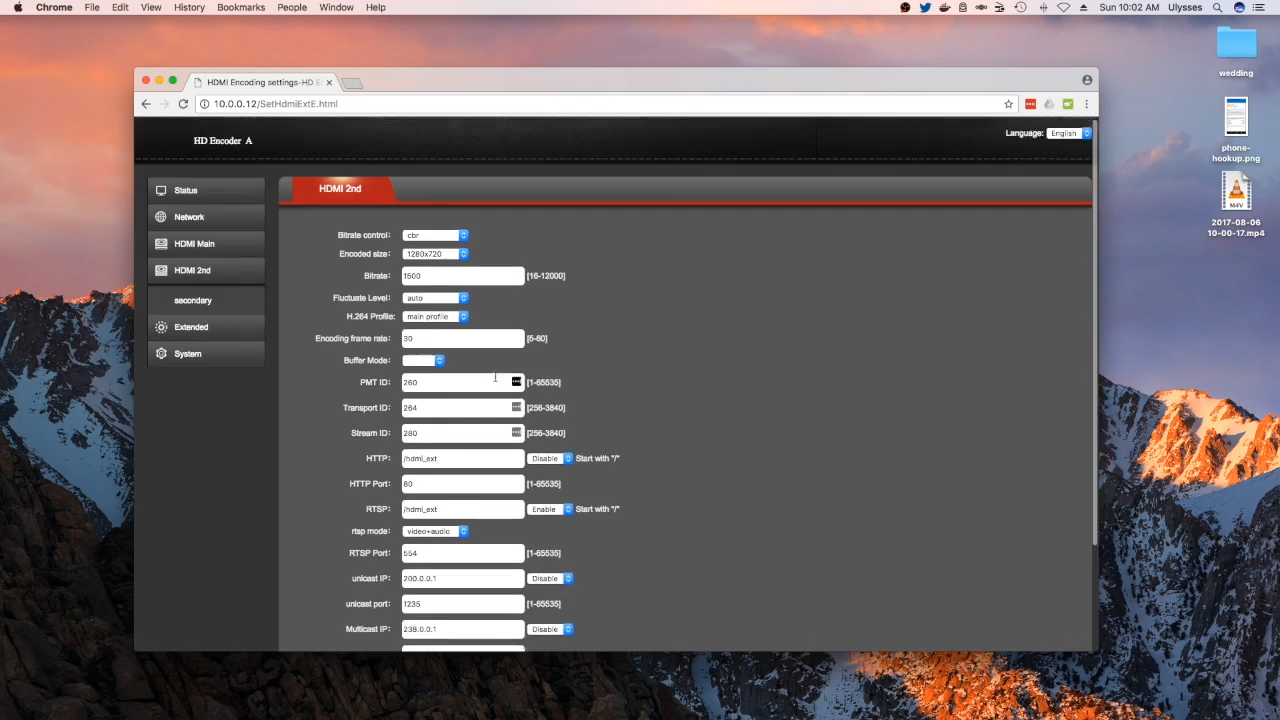 Chrome File Edit View History Bookmarks People Window Help
Sun 10:02 AM Ulysses
HDMI Encoding settings-HD E
10.0.0.12/SetHdmiExtE.html
HD Encoder A
Language: English
Status
Network
HDMI Main
HDMI 2nd
secondary
Extended
System
HDMI 2nd
Bitrate control: cbr
Encoded size: 1280x720
Bitrate: 1500 [16-12000]
Fluctuate Level: auto
H.264 Profile: main profile
Encoding frame rate: 30 [5-60]
Buffer Mode:
PMT ID: 260 [1-65535]
Transport ID: 264 [256-3840]
Stream ID: 280 [256-3840]
HTTP: /hdmi_ext Disable Start with "/"
HTTP Port: 80 [1-65535]
RTSP: /hdmi_ext Enable Start with "/"
rtsp mode: video+audio
RTSP Port: 554 [1-65535]
unicast IP: 200.0.0.1 Disable
unicast port: 1235 [1-65535]
Multicast IP: 238.0.0.1 Disable
wedding
phone-
hookup.png
M4V
2017-08-06
10-00-17.mp4